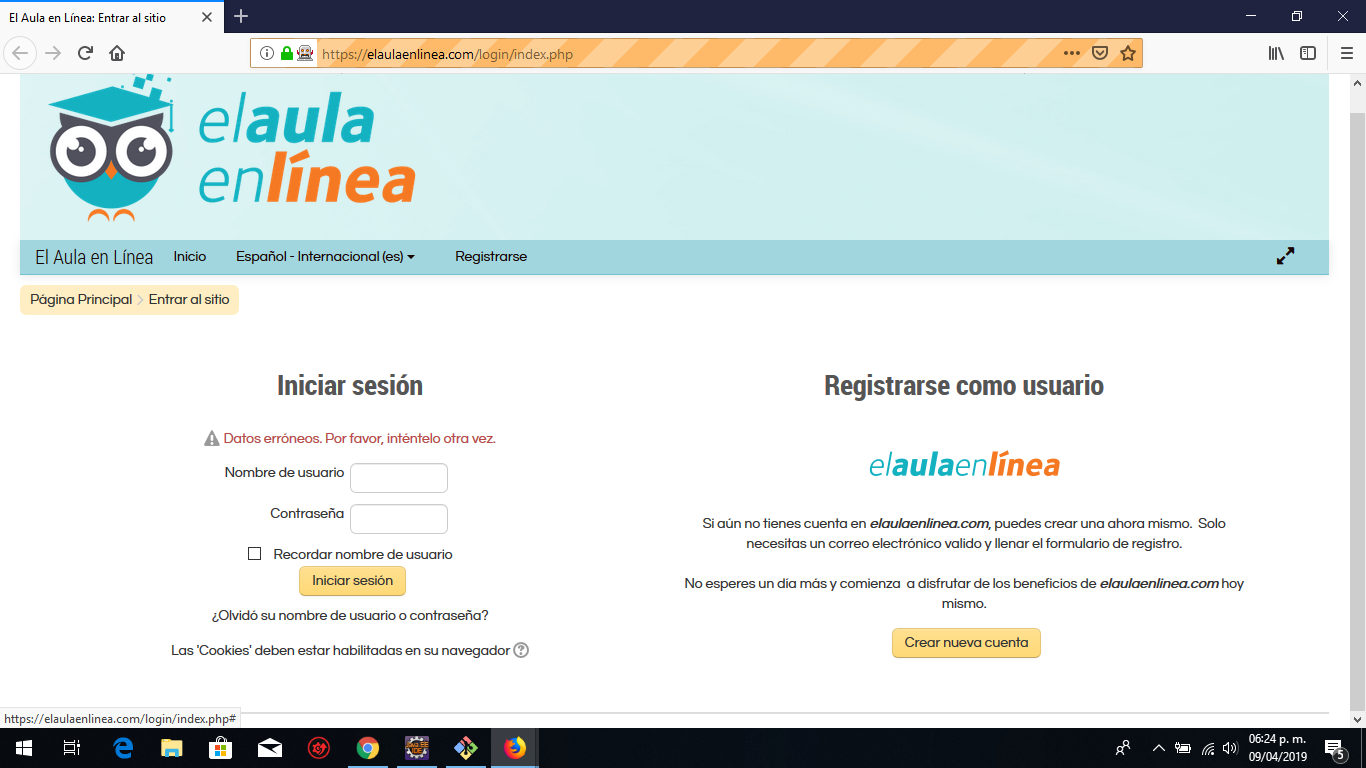 El Aula en Línea: Entrar al sitio
https://elaulaenlinea.com/login/index.php
elaula
enlínea
El Aula en Línea Inicio Español - Internacional (es) Registrarse
Página Principal Entrar al sitio
Iniciar sesión
Datos erróneos. Por favor, inténtelo otra vez.
Nombre de usuario
Contraseña
Recordar nombre de usuario
Iniciar sesión
¿Olvidó su nombre de usuario o contraseña?
Las 'Cookies' deben estar habilitadas en su navegador ?
Registrarse como usuario
elaulaenlínea
Si aún no tienes cuenta en elaulaenlinea.com, puedes crear una ahora mismo. Solo
necesitas un correo electrónico valido y llenar el formulario de registro.
No esperes un día más y comienza a disfrutar de los beneficios de elaulaenlinea.com hoy
mismo.
Crear nueva cuenta
https://elaulaenlinea.com/login/index.php#
Java EE
IDE
06:24 p. m.
09/04/2019
5